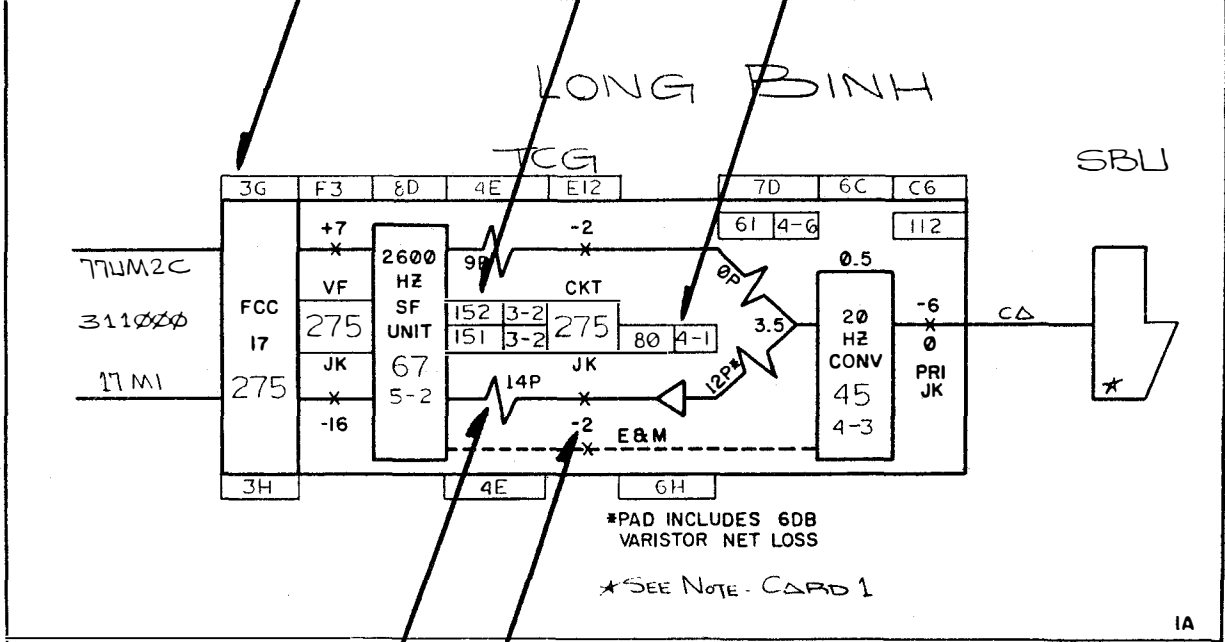 LONG BINH
TCG
SBU
3G F3 8D 4E E12 7D 6C C6
61 4-6 112
+7 -2
77UM2C
2600
HZ
SF
UNIT
67
5-2
9P
0P
0.5
VF CKT
FCC
17
275
275
JK
152 3-2
151 3-2
275
JK
80 4-1
3.5
20
HZ
CONV
45
4-3
-6
0
PRI
JK
C∆
311ØØØ
17 M1
14P
12P*
-16 -2
E&M
3H 4E 6H
*PAD INCLUDES 6DB
VARISTOR NET LOSS
*SEE NOTE - CARD 1
1A